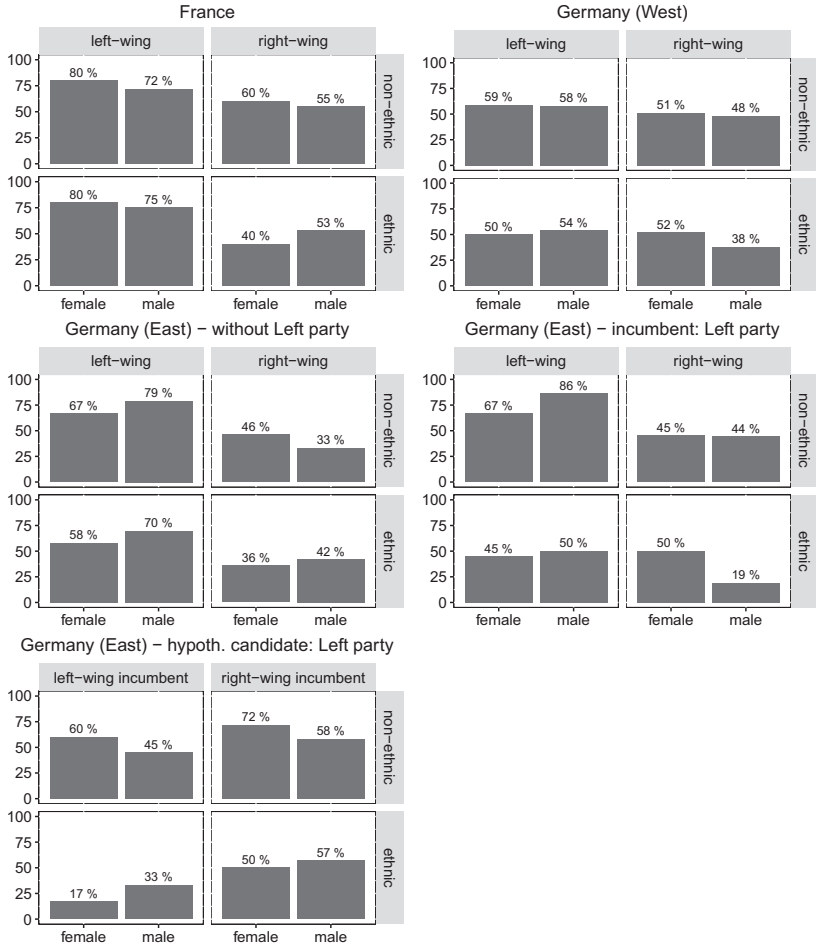 France
left−wing
right−wing
100
75
50
25
0
80 %
72 %
60 %
55 %
non−ethnic
100
75
50
25
0
80 %
75 %
40 %
53 %
ethnic
female
male
female
male
Germany (West)
left−wing
right−wing
100
75
50
25
0
59 %
58 %
51 %
48 %
non−ethnic
100
75
50
25
0
50 %
54 %
52 %
38 %
ethnic
female
male
female
male
Germany (East) − without Left party
left−wing
right−wing
100
75
50
25
0
67 %
79 %
46 %
33 %
non−ethnic
100
75
50
25
0
58 %
70 %
36 %
42 %
ethnic
female
male
female
male
Germany (East) − incumbent: Left party
left−wing
right−wing
100
75
50
25
0
67 %
86 %
45 %
44 %
non−ethnic
100
75
50
25
0
45 %
50 %
50 %
19 %
ethnic
female
male
female
male
Germany (East) − hypoth. candidate: Left party
left−wing incumbent
right−wing incumbent
100
75
50
25
0
60 %
45 %
72 %
58 %
non−ethnic
100
75
50
25
0
17 %
33 %
50 %
57 %
ethnic
female
male
female
male